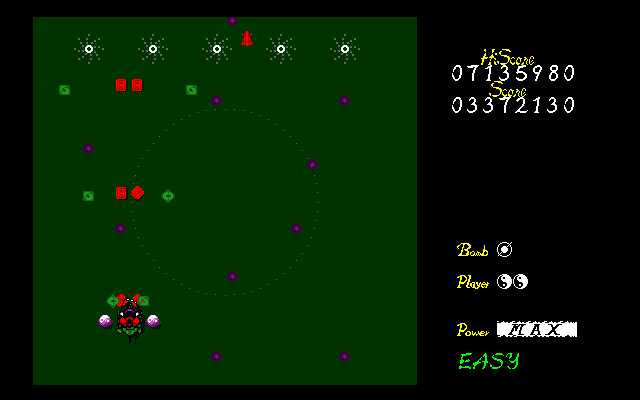 HiScore
07135980
Score
03372130
Bomb
Player
Power MAX
EASY